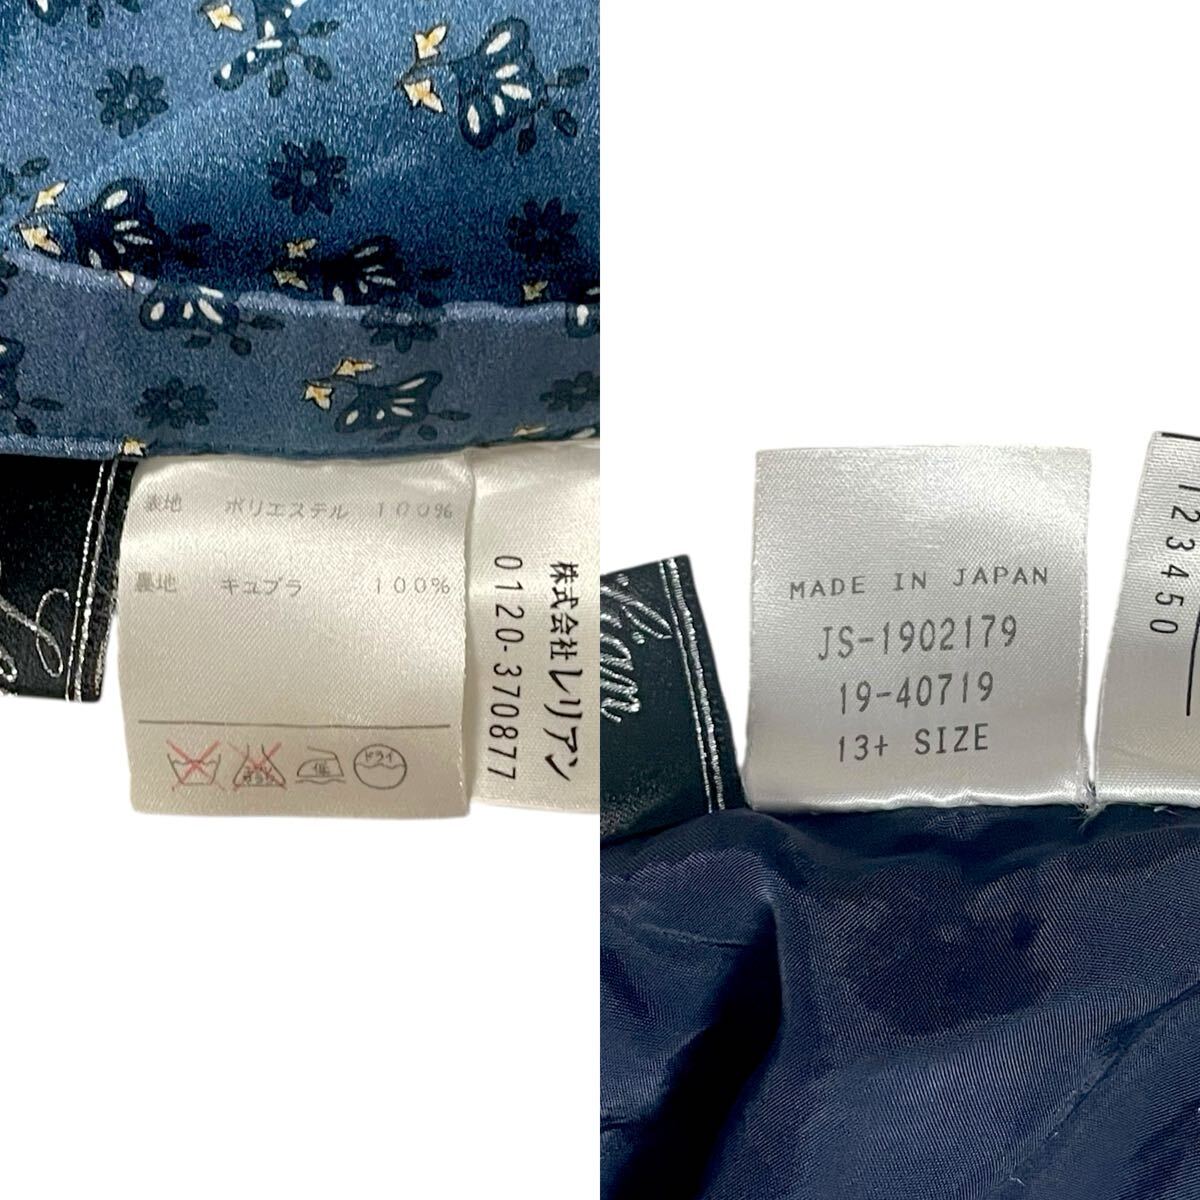 表地 ポリエステル 100%
裏地 キュプラ 100%
低
ドライ
株式会社レリアン
0120-370877
MADE IN JAPAN
JS-1902179
19-40719
13+ SIZE
123450